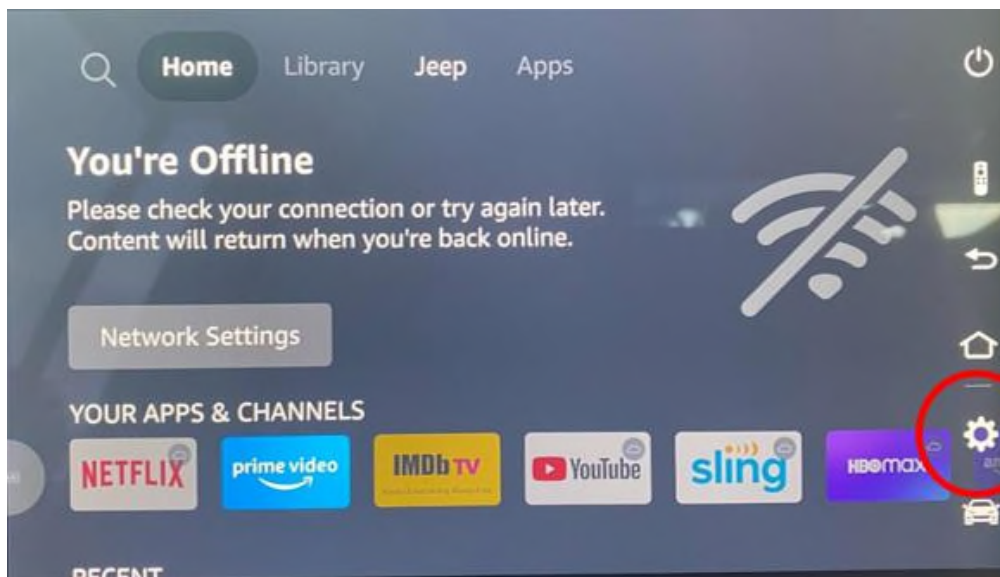 Home Library Jeep Apps
You're Offline
Please check your connection or try again later.
Content will return when you're back online.
Network Settings
YOUR APPS & CHANNELS
NETFLIX prime video IMDb TV YouTube sling HBOmax
RECENT